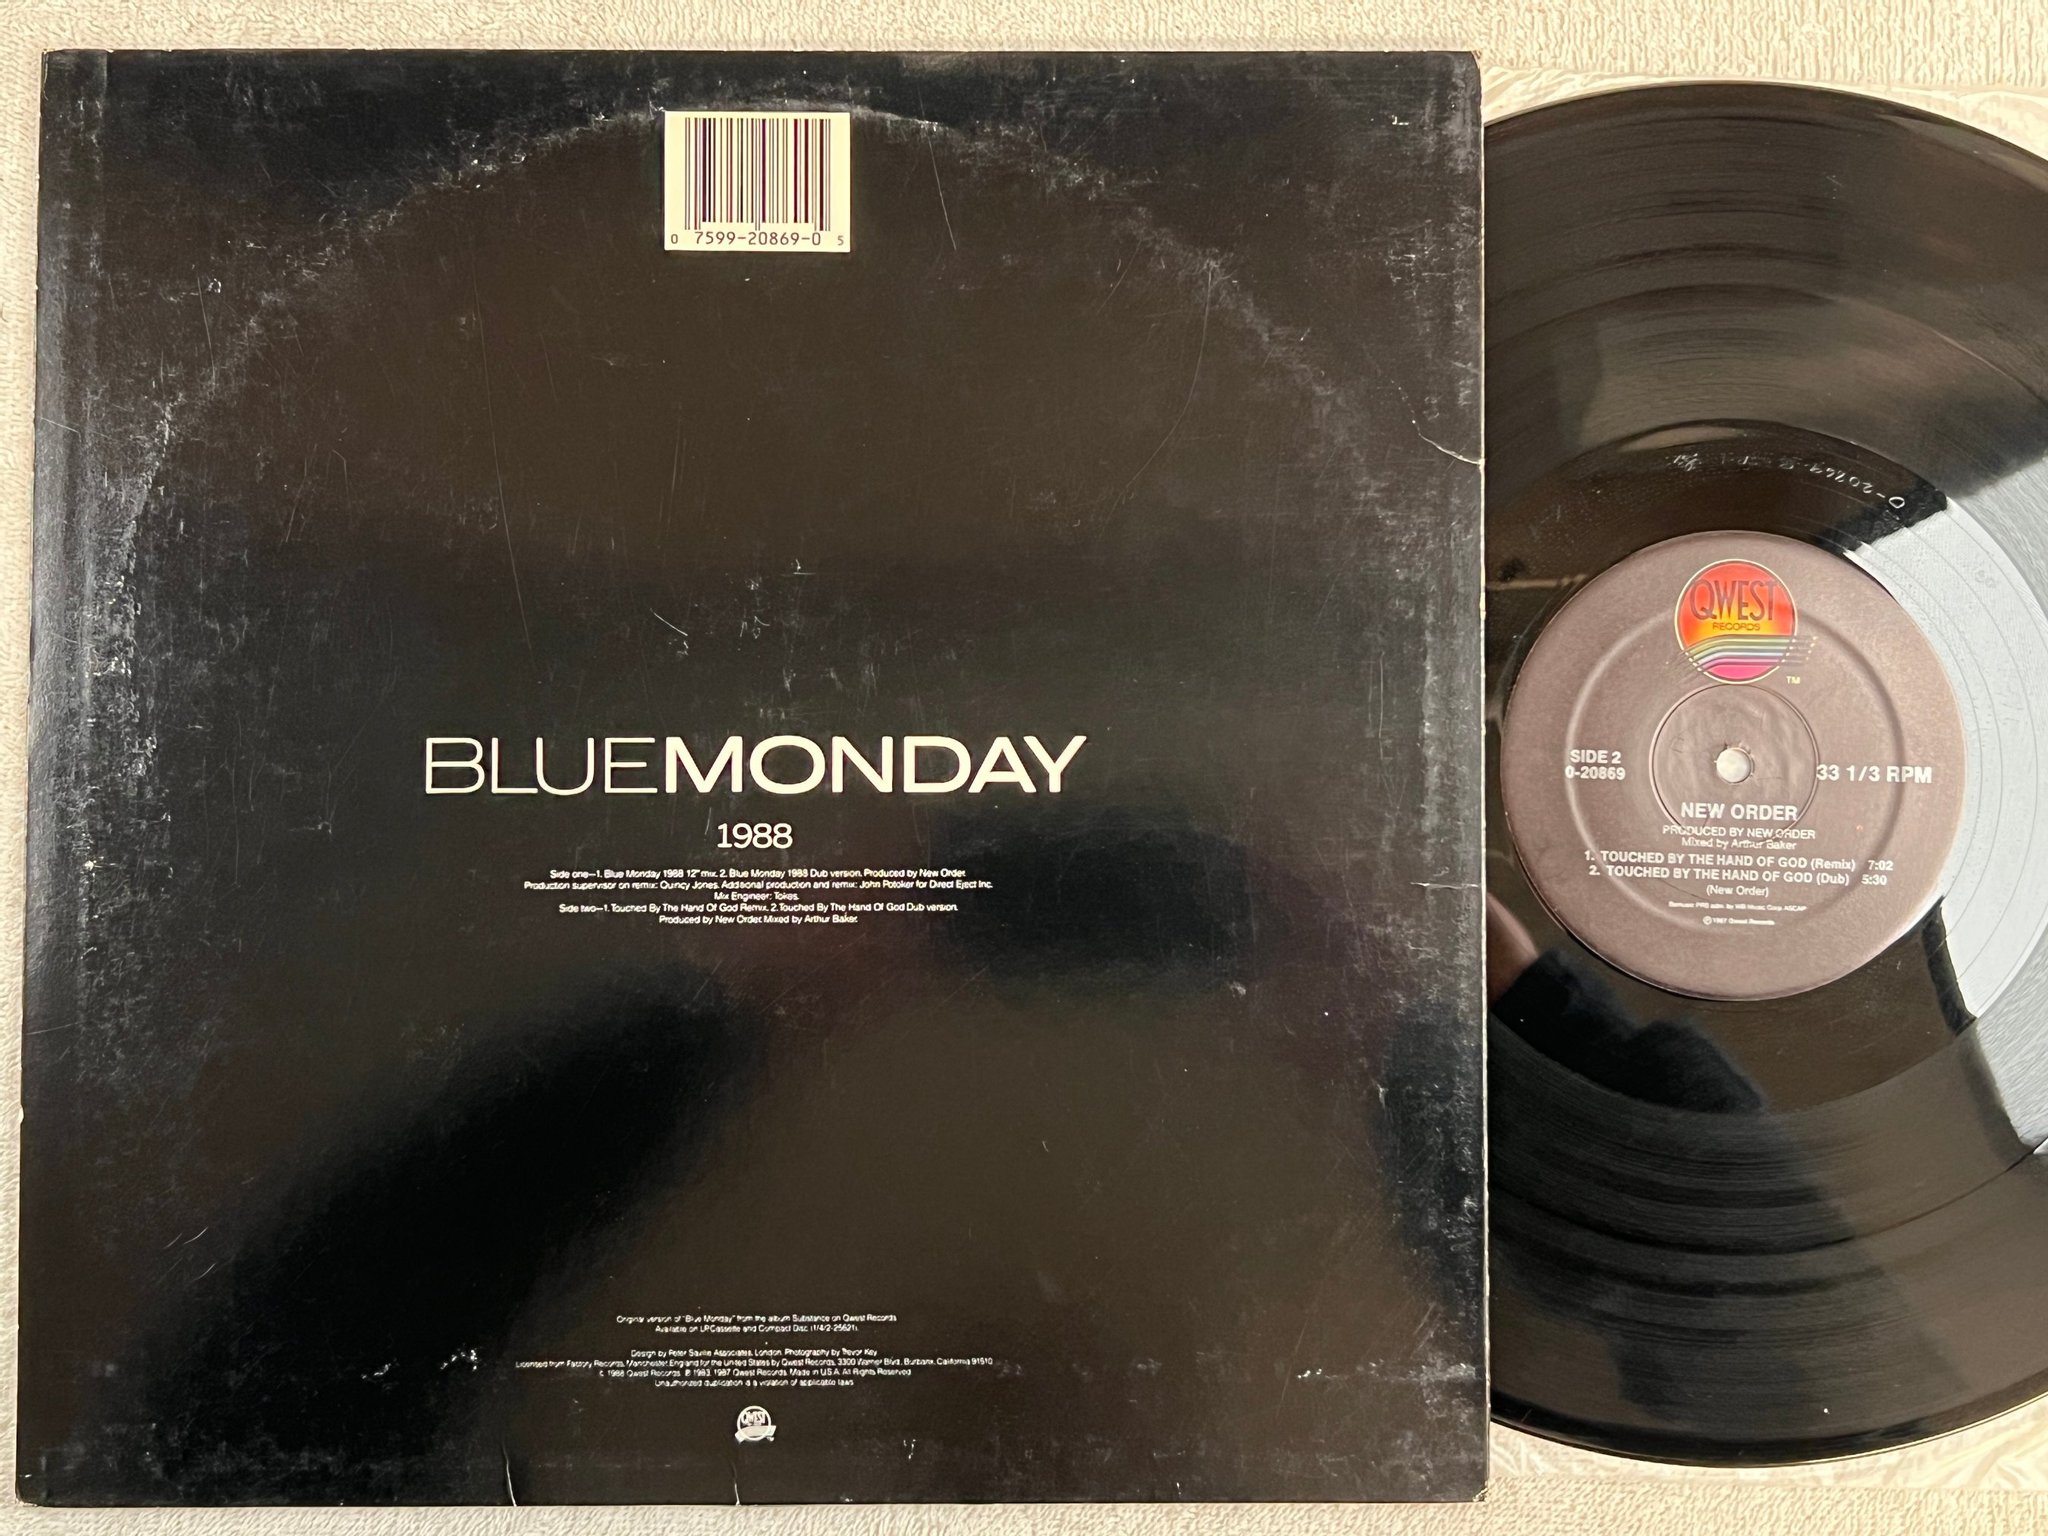 0 7599-20869-0 5
BLUEMONDAY
1988
Side one—1. Blue Monday 1988 12" mix. 2. Blue Monday 1988 Dub version. Produced by New Order.
Production supervisor on remix: Quincy Jones. Additional production and remix: John Potoker for Direct Eject Inc.
Mix Engineer: Tokes.
Side two—1. Touched By The Hand Of God Remix. 2. Touched By The Hand Of God Dub version.
Produced by New Order. Mixed by Arthur Baker.
Original version of "Blue Monday" from the album Substance on Qwest Records
Available on LP, Cassette and Compact Disc (1/4/2-25621).
Design by Peter Saville Associates, London. Photography by Trevor Key
Licensed from Factory Records, Manchester, England for the United States by Qwest Records, 3300 Warner Blvd., Burbank, California 91510
© 1988 Qwest Records. ℗ 1983, 1987 Qwest Records. Made in U.S.A. All Rights Reserved
Unauthorized duplication is a violation of applicable laws
QWEST
QWEST
RECORDS
TM
SIDE 2
0-20869
33 1/3 RPM
NEW ORDER
PRODUCED BY NEW ORDER
Mixed by Arthur Baker
1. TOUCHED BY THE HAND OF GOD (Remix) 7:02
2. TOUCHED BY THE HAND OF GOD (Dub) 5:30
(New Order)
Bemusic PRS adm. by WB Music Corp. ASCAP
℗ 1987 Qwest Records